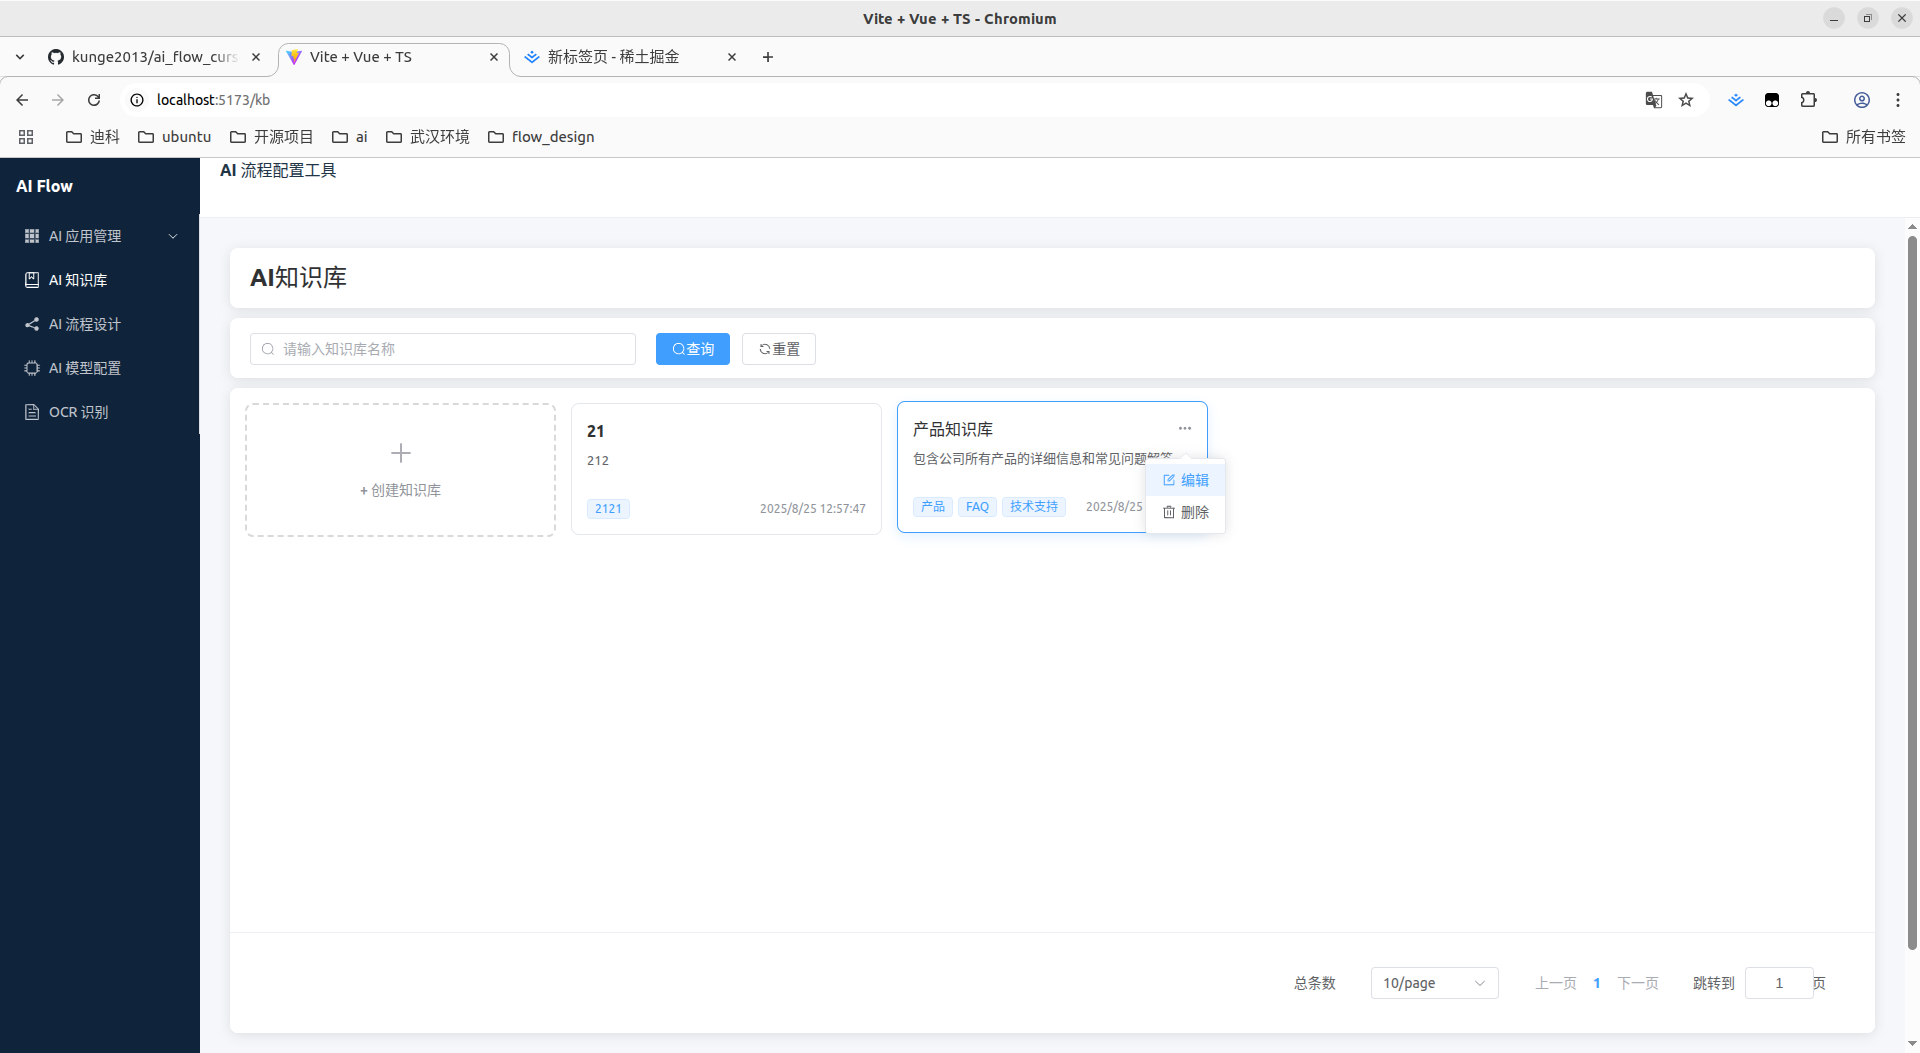 Vite + Vue + TS - Chromium
kunge2013/ai_flow_curs
Vite + Vue + TS
新标签页 - 稀土掘金
localhost:5173/kb
迪科
ubuntu
开源项目
ai
武汉环境
flow_design
所有书签
AI Flow
AI 应用管理
AI 知识库
AI 流程设计
AI 模型配置
OCR 识别
AI 流程配置工具
AI知识库
请输入知识库名称
查询
重置
+ 创建知识库
21
212
2121
2025/8/25 12:57:47
产品知识库
包含公司所有产品的详细信息和常见问题解答
产品
FAQ
技术支持
2025/8/25
编辑
删除
总条数
10/page
上一页
1
下一页
跳转到
1
页